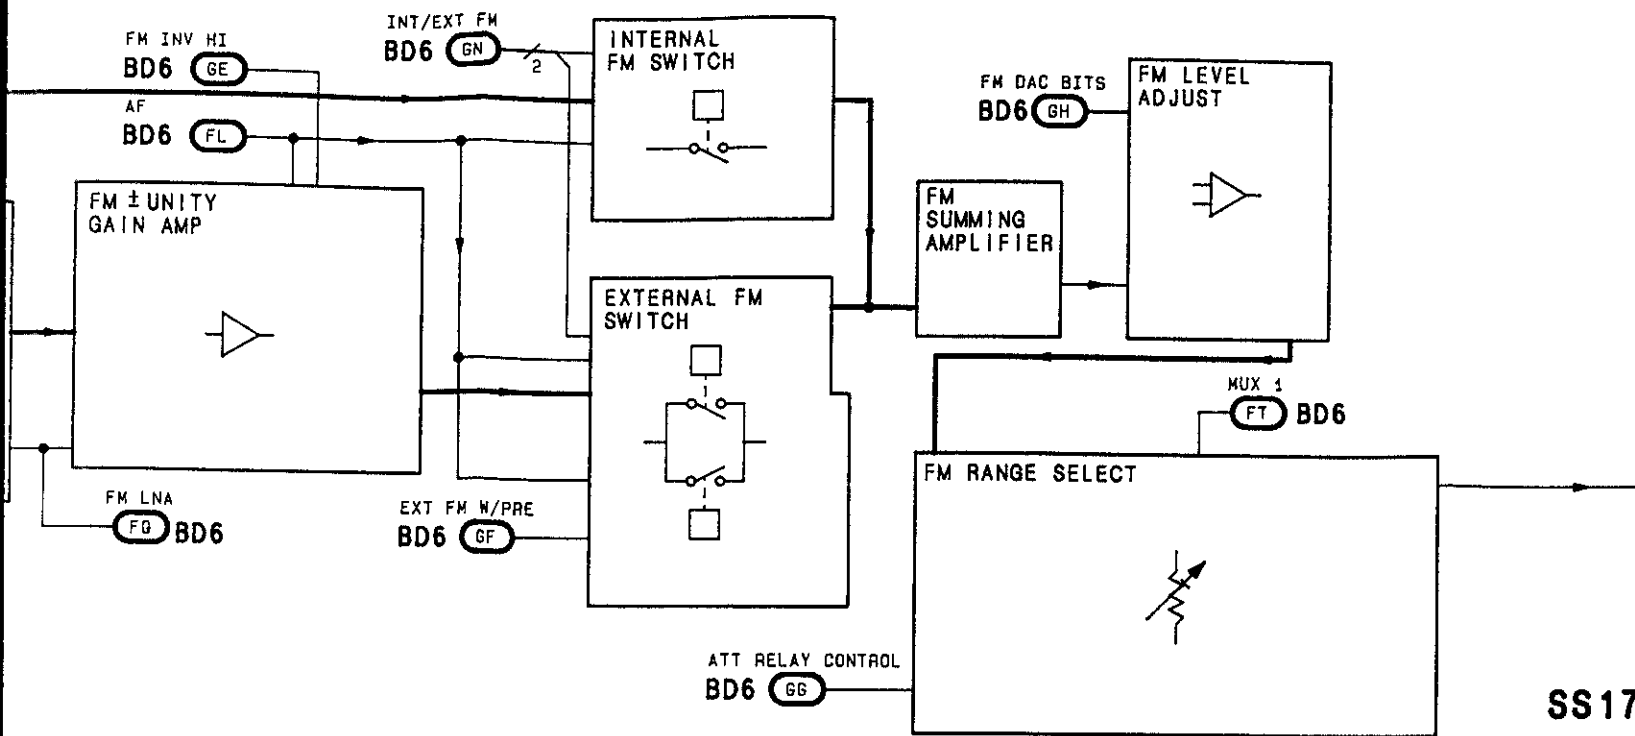 INT/EXT FM
BD6 GN
2
FM INV HI
BD6 GE
AF
BD6 FL
INTERNAL
FM SWITCH
FM DAC BITS
BD6 GH
FM LEVEL
ADJUST
FM ± UNITY
GAIN AMP
FM
SUMMING
AMPLIFIER
EXTERNAL FM
SWITCH
MUX 1
FT BD6
FM RANGE SELECT
FM LNA
BD6
EXT FM W/PRE
BD6 GF
ATT RELAY CONTROL
BD6 GG
SS17